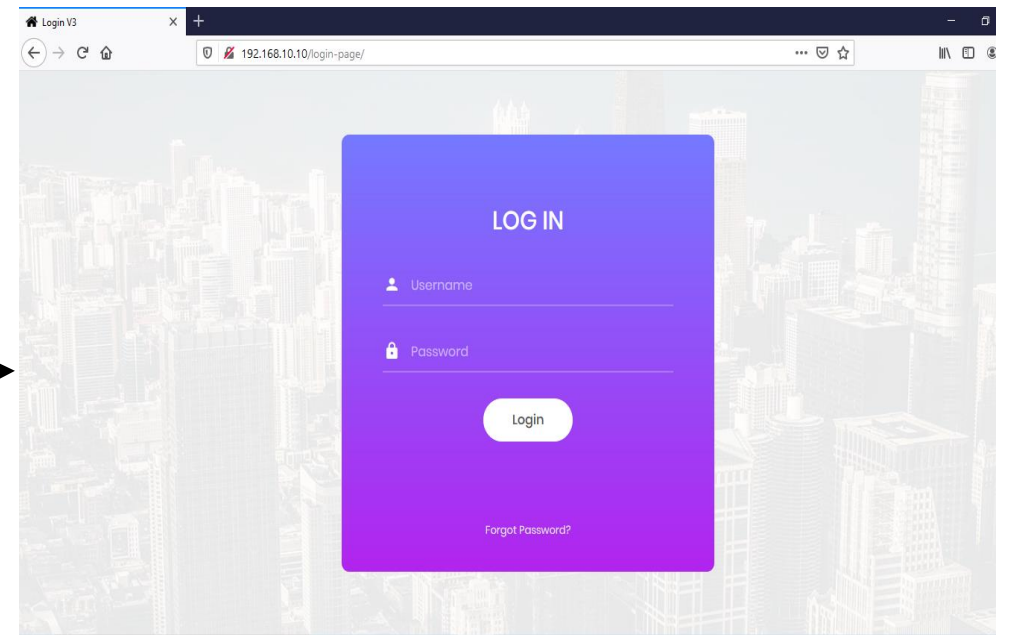 Login V3
192.168.10.10/login-page/
LOG IN
Username
Password
Login
Forgot Password?